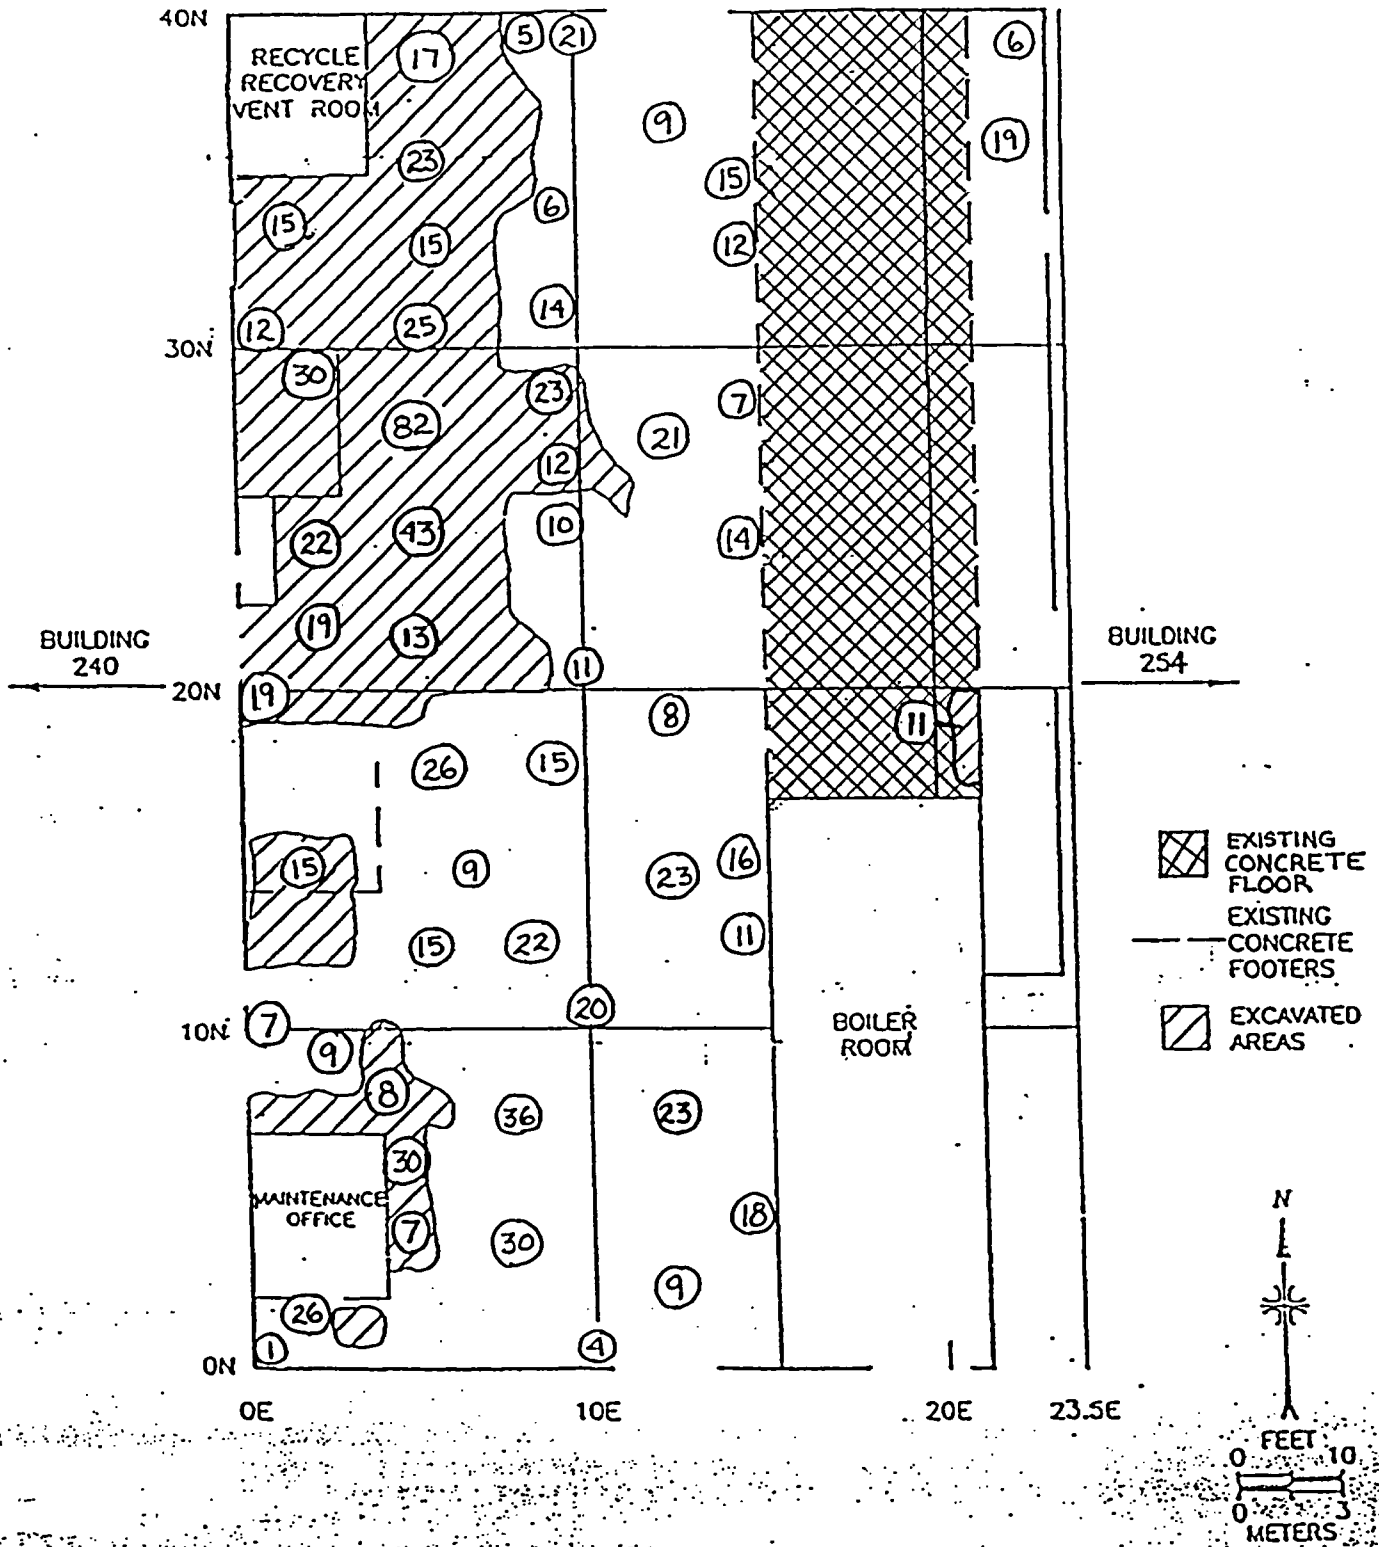 40N
5
21
6
RECYCLE
RECOVERY
VENT ROOM
17
9
19
23
15
6
15
15
12
14
12
25
30N
30
23
7
82
21
12
10
14
22
43
19
13
11
BUILDING
240
BUILDING
254
20N
19
8
11
26
15
15
9
23
16
EXISTING
CONCRETE
FLOOR
15
22
11
EXISTING
CONCRETE
FOOTERS
20
10N
7
9
BOILER
ROOM
EXCAVATED
AREAS
8
36
23
30
MAINTENANCE
OFFICE
7
30
18
N
9
26
1
4
0N
0E
10E
20E
23.5E
FEET
0 10
0 3
METERS